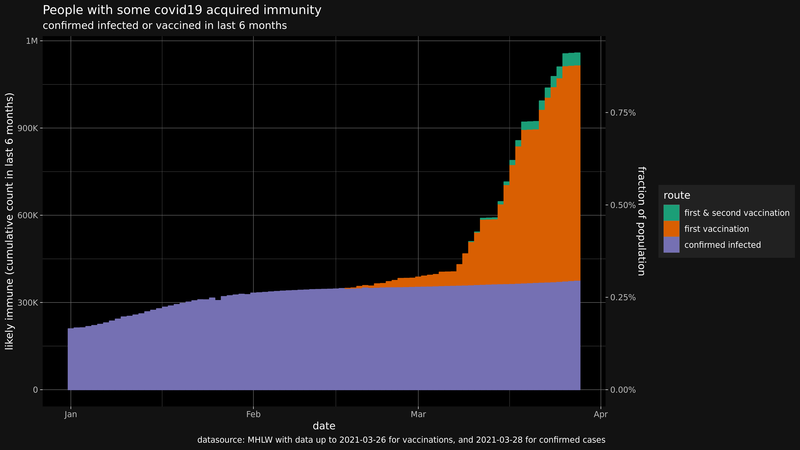 People with some covid19 acquired immunity
confirmed infected or vaccined in last 6 months
likely immune (cumulative count in last 6 months)
1M
900K
600K
300K
0
0.75%
0.50%
0.25%
0.00%
fraction of population
route
first & second vaccination
first vaccination
confirmed infected
Jan
Feb
Mar
Apr
date
datasource: MHLW with data up to 2021-03-26 for vaccinations, and 2021-03-28 for confirmed cases